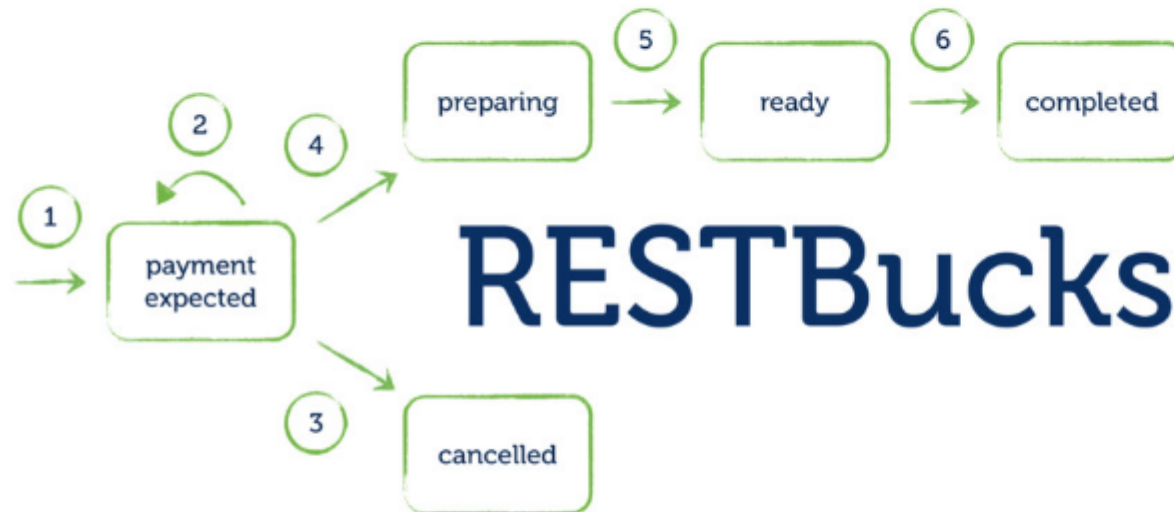 5
6
preparing
ready
completed
2
4
1
payment
expected
RESTBucks
3
cancelled